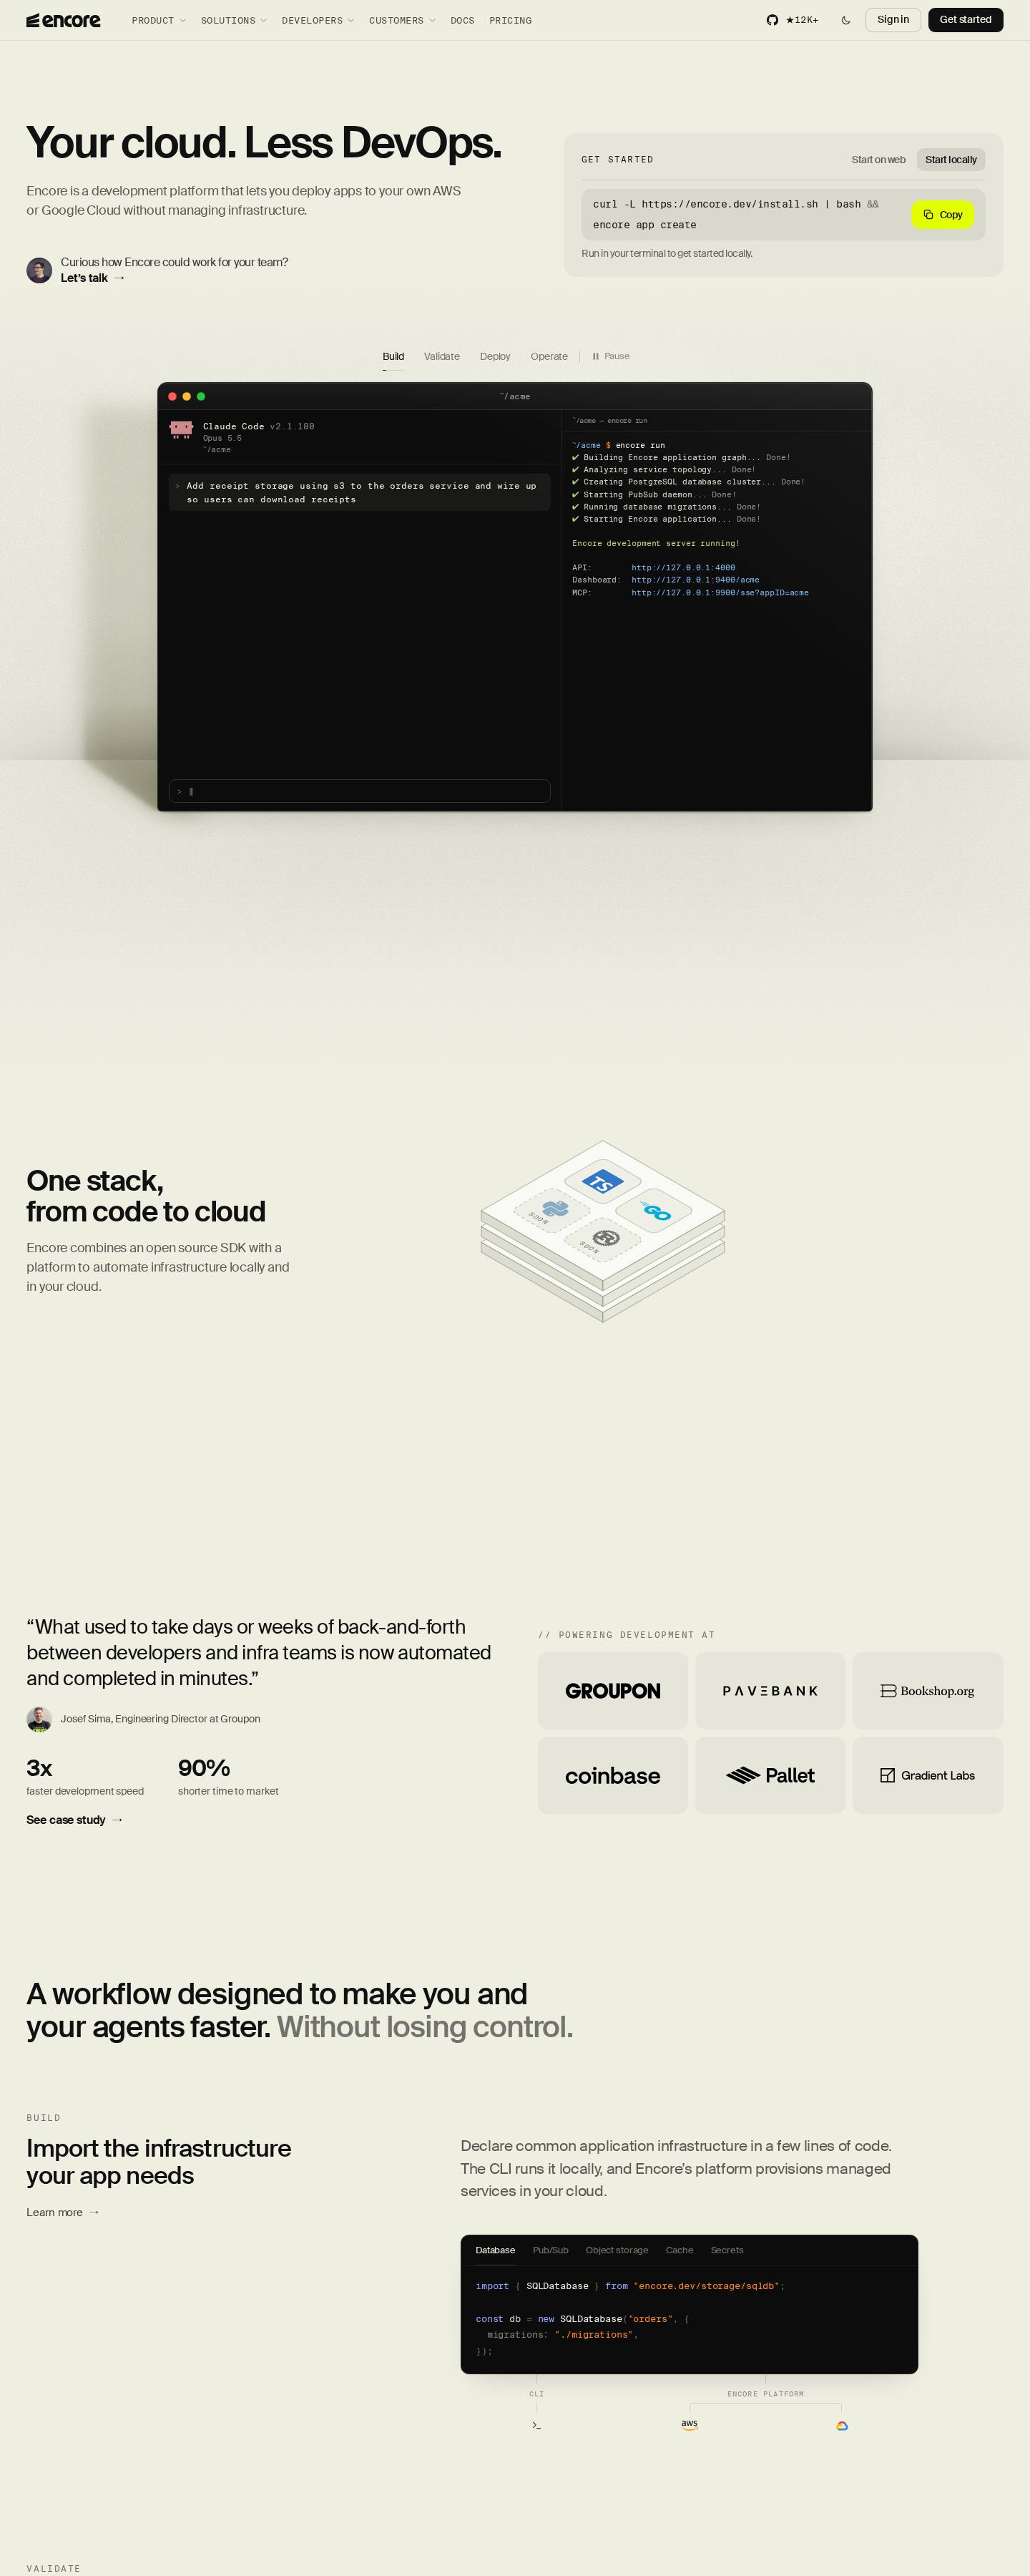 encore
PRODUCT
SOLUTIONS
DEVELOPERS
CUSTOMERS
DOCS
PRICING
★12K+
Sign in
Get started
Your cloud. Less DevOps.
Encore is a development platform that lets you deploy apps to your own AWS
or Google Cloud without managing infrastructure.
Curious how Encore could work for your team?
Let's talk →
GET STARTED
Start on web
Start locally
curl -L https://encore.dev/install.sh | bash &&
encore app create
Copy
Run in your terminal to get started locally.
Build
Validate
Deploy
Operate
Pause
~/acme
Claude Code v2.1.180
Opus 5.5
~/acme
> Add receipt storage using s3 to the orders service and wire up
so users can download receipts
>
~/acme — encore run
~/acme $ encore run
✔ Building Encore application graph... Done!
✔ Analyzing service topology... Done!
✔ Creating PostgreSQL database cluster... Done!
✔ Starting PubSub daemon... Done!
✔ Running database migrations... Done!
✔ Starting Encore application... Done!
Encore development server running!
API: http://127.0.0.1:4000
Dashboard: http://127.0.0.1:9400/acme
MCP: http://127.0.0.1:9900/sse?appID=acme
One stack,
from code to cloud
Encore combines an open source SDK with a
platform to automate infrastructure locally and
in your cloud.
TS
GO
SOON
SOON
“What used to take days or weeks of back-and-forth
between developers and infra teams is now automated
and completed in minutes.”
Josef Sima, Engineering Director at Groupon
3x
faster development speed
90%
shorter time to market
See case study →
// POWERING DEVELOPMENT AT
GROUPON
PAVEBANK
Bookshop.org
coinbase
Pallet
Gradient Labs
A workflow designed to make you and
your agents faster. Without losing control.
BUILD
Import the infrastructure
your app needs
Learn more →
Declare common application infrastructure in a few lines of code.
The CLI runs it locally, and Encore’s platform provisions managed
services in your cloud.
Database
Pub/Sub
Object storage
Cache
Secrets
import { SQLDatabase } from "encore.dev/storage/sqldb";
const db = new SQLDatabase("orders", {
migrations: "./migrations",
});
CLI
ENCORE PLATFORM
aws
VALIDATE